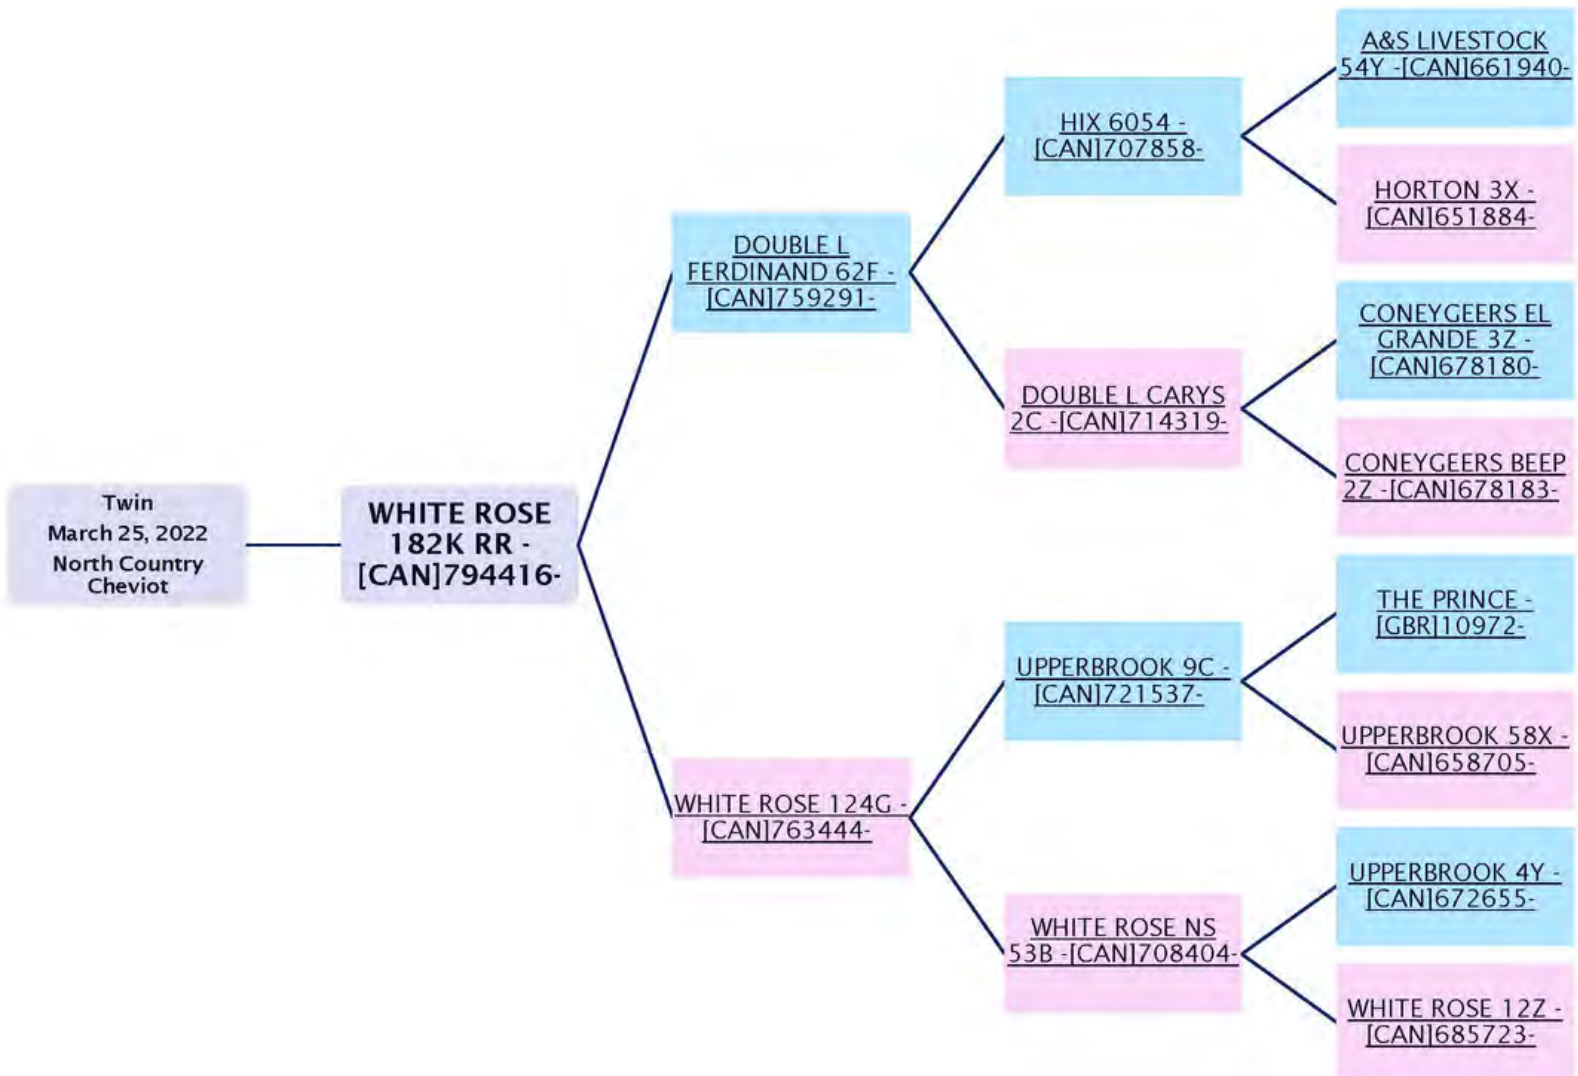 Twin
March 25, 2022
North Country
Cheviot
WHITE ROSE
182K RR -
[CAN]794416-
DOUBLE L
FERDINAND 62F -
[CAN]759291-
WHITE ROSE 124G -
[CAN]763444-
HIX 6054 -
[CAN]707858-
DOUBLE L CARYS
2C -[CAN]714319-
UPPERBROOK 9C -
[CAN]721537-
WHITE ROSE NS
53B -[CAN]708404-
A&S LIVESTOCK
54Y -[CAN]661940-
HORTON 3X -
[CAN]651884-
CONEYGEERS EL
GRANDE 3Z -
[CAN]678180-
CONEYGEERS BEEP
2Z -[CAN]678183-
THE PRINCE -
[GBR]10972-
UPPERBROOK 58X -
[CAN]658705-
UPPERBROOK 4Y -
[CAN]672655-
WHITE ROSE 12Z -
[CAN]685723-